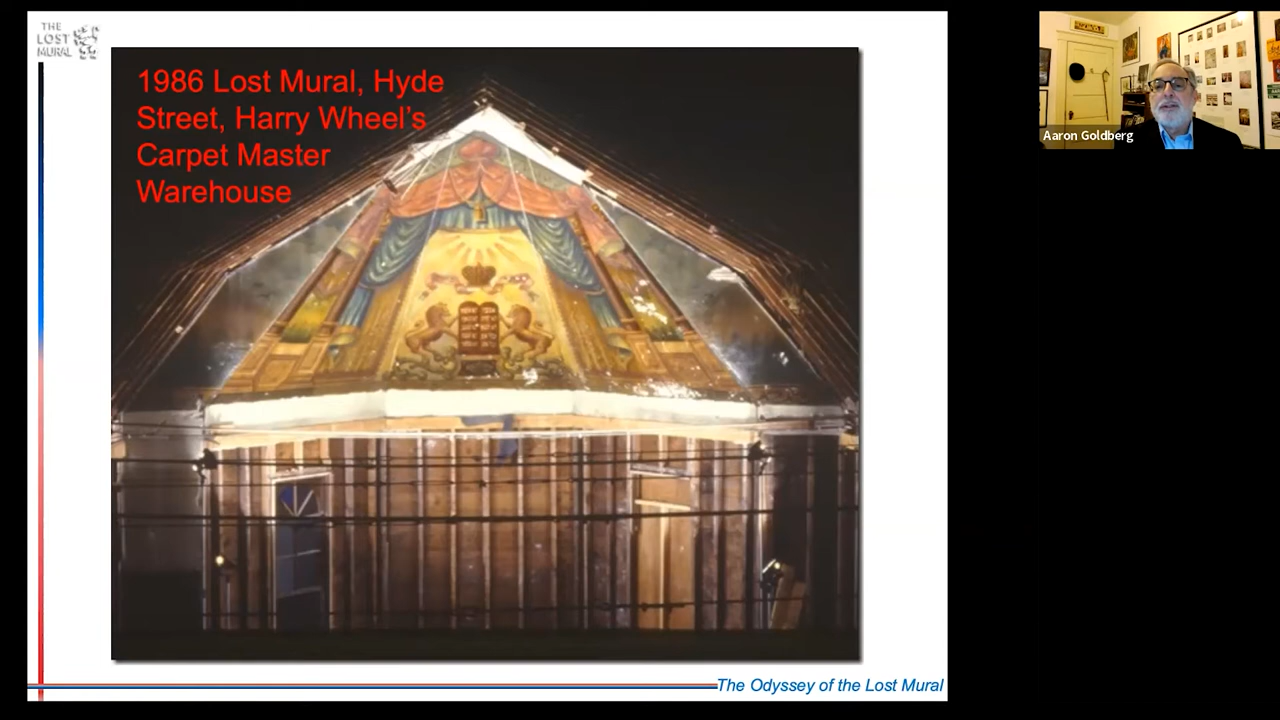 THE
LOST
MURAL
1986 Lost Mural, Hyde
Street, Harry Wheel's
Carpet Master
Warehouse
Aaron Goldberg
The Odyssey of the Lost Mural